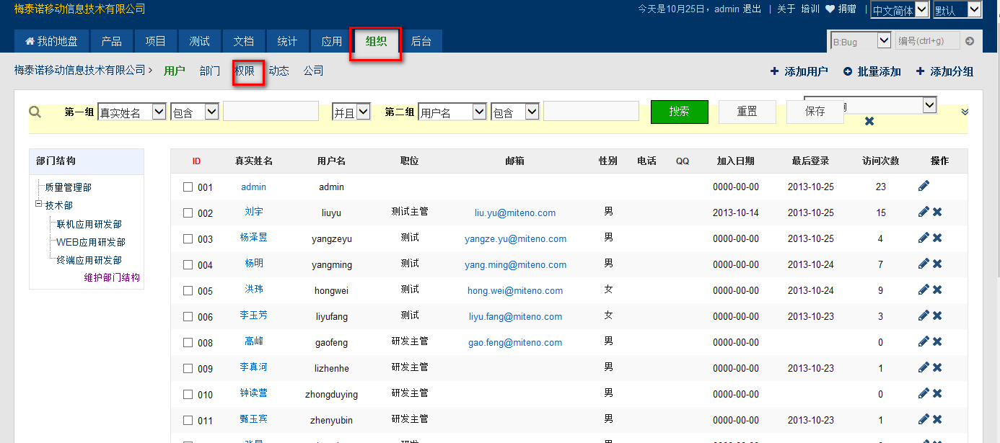 梅泰诺移动信息技术有限公司 今天是10月25日，admin 退出 | 关于 培训 捐赠 | 中文简体 默认
我的地盘 产品 项目 测试 文档 统计 应用 组织 后台 B:Bug 编号(ctrl+g)
梅泰诺移动信息技术有限公司 > 用户 部门 权限 动态 公司 添加用户 批量添加 添加分组
第一组 真实姓名 包含 并且 第二组 用户名 包含 搜索 重置 保存
部门结构
质量管理部
技术部
联机应用研发部
WEB应用研发部
终端应用研发部
维护部门结构
ID 真实姓名 用户名 职位 邮箱 性别 电话 QQ 加入日期 最后登录 访问次数 操作
001 admin admin 0000-00-00 2013-10-25 23
002 刘宇 liuyu 测试主管 liu.yu@miteno.com 男 2013-10-14 2013-10-25 15
003 杨泽昱 yangzeyu 测试 yangze.yu@miteno.com 男 0000-00-00 2013-10-25 4
004 杨明 yangming 测试 yang.ming@miteno.com 男 0000-00-00 2013-10-24 7
005 洪玮 hongwei 测试 hong.wei@miteno.com 女 0000-00-00 2013-10-24 9
006 李玉芳 liyufang 测试 liyu.fang@miteno.com 女 0000-00-00 2013-10-23 3
008 高峰 gaofeng 研发主管 gao.feng@miteno.com 男 0000-00-00 0
009 李真河 lizhenhe 研发主管 男 0000-00-00 2013-10-23 1
010 钟读营 zhongduying 研发主管 男 0000-00-00 0
011 甄玉宾 zhenyubin 研发主管 男 0000-00-00 2013-10-23 1